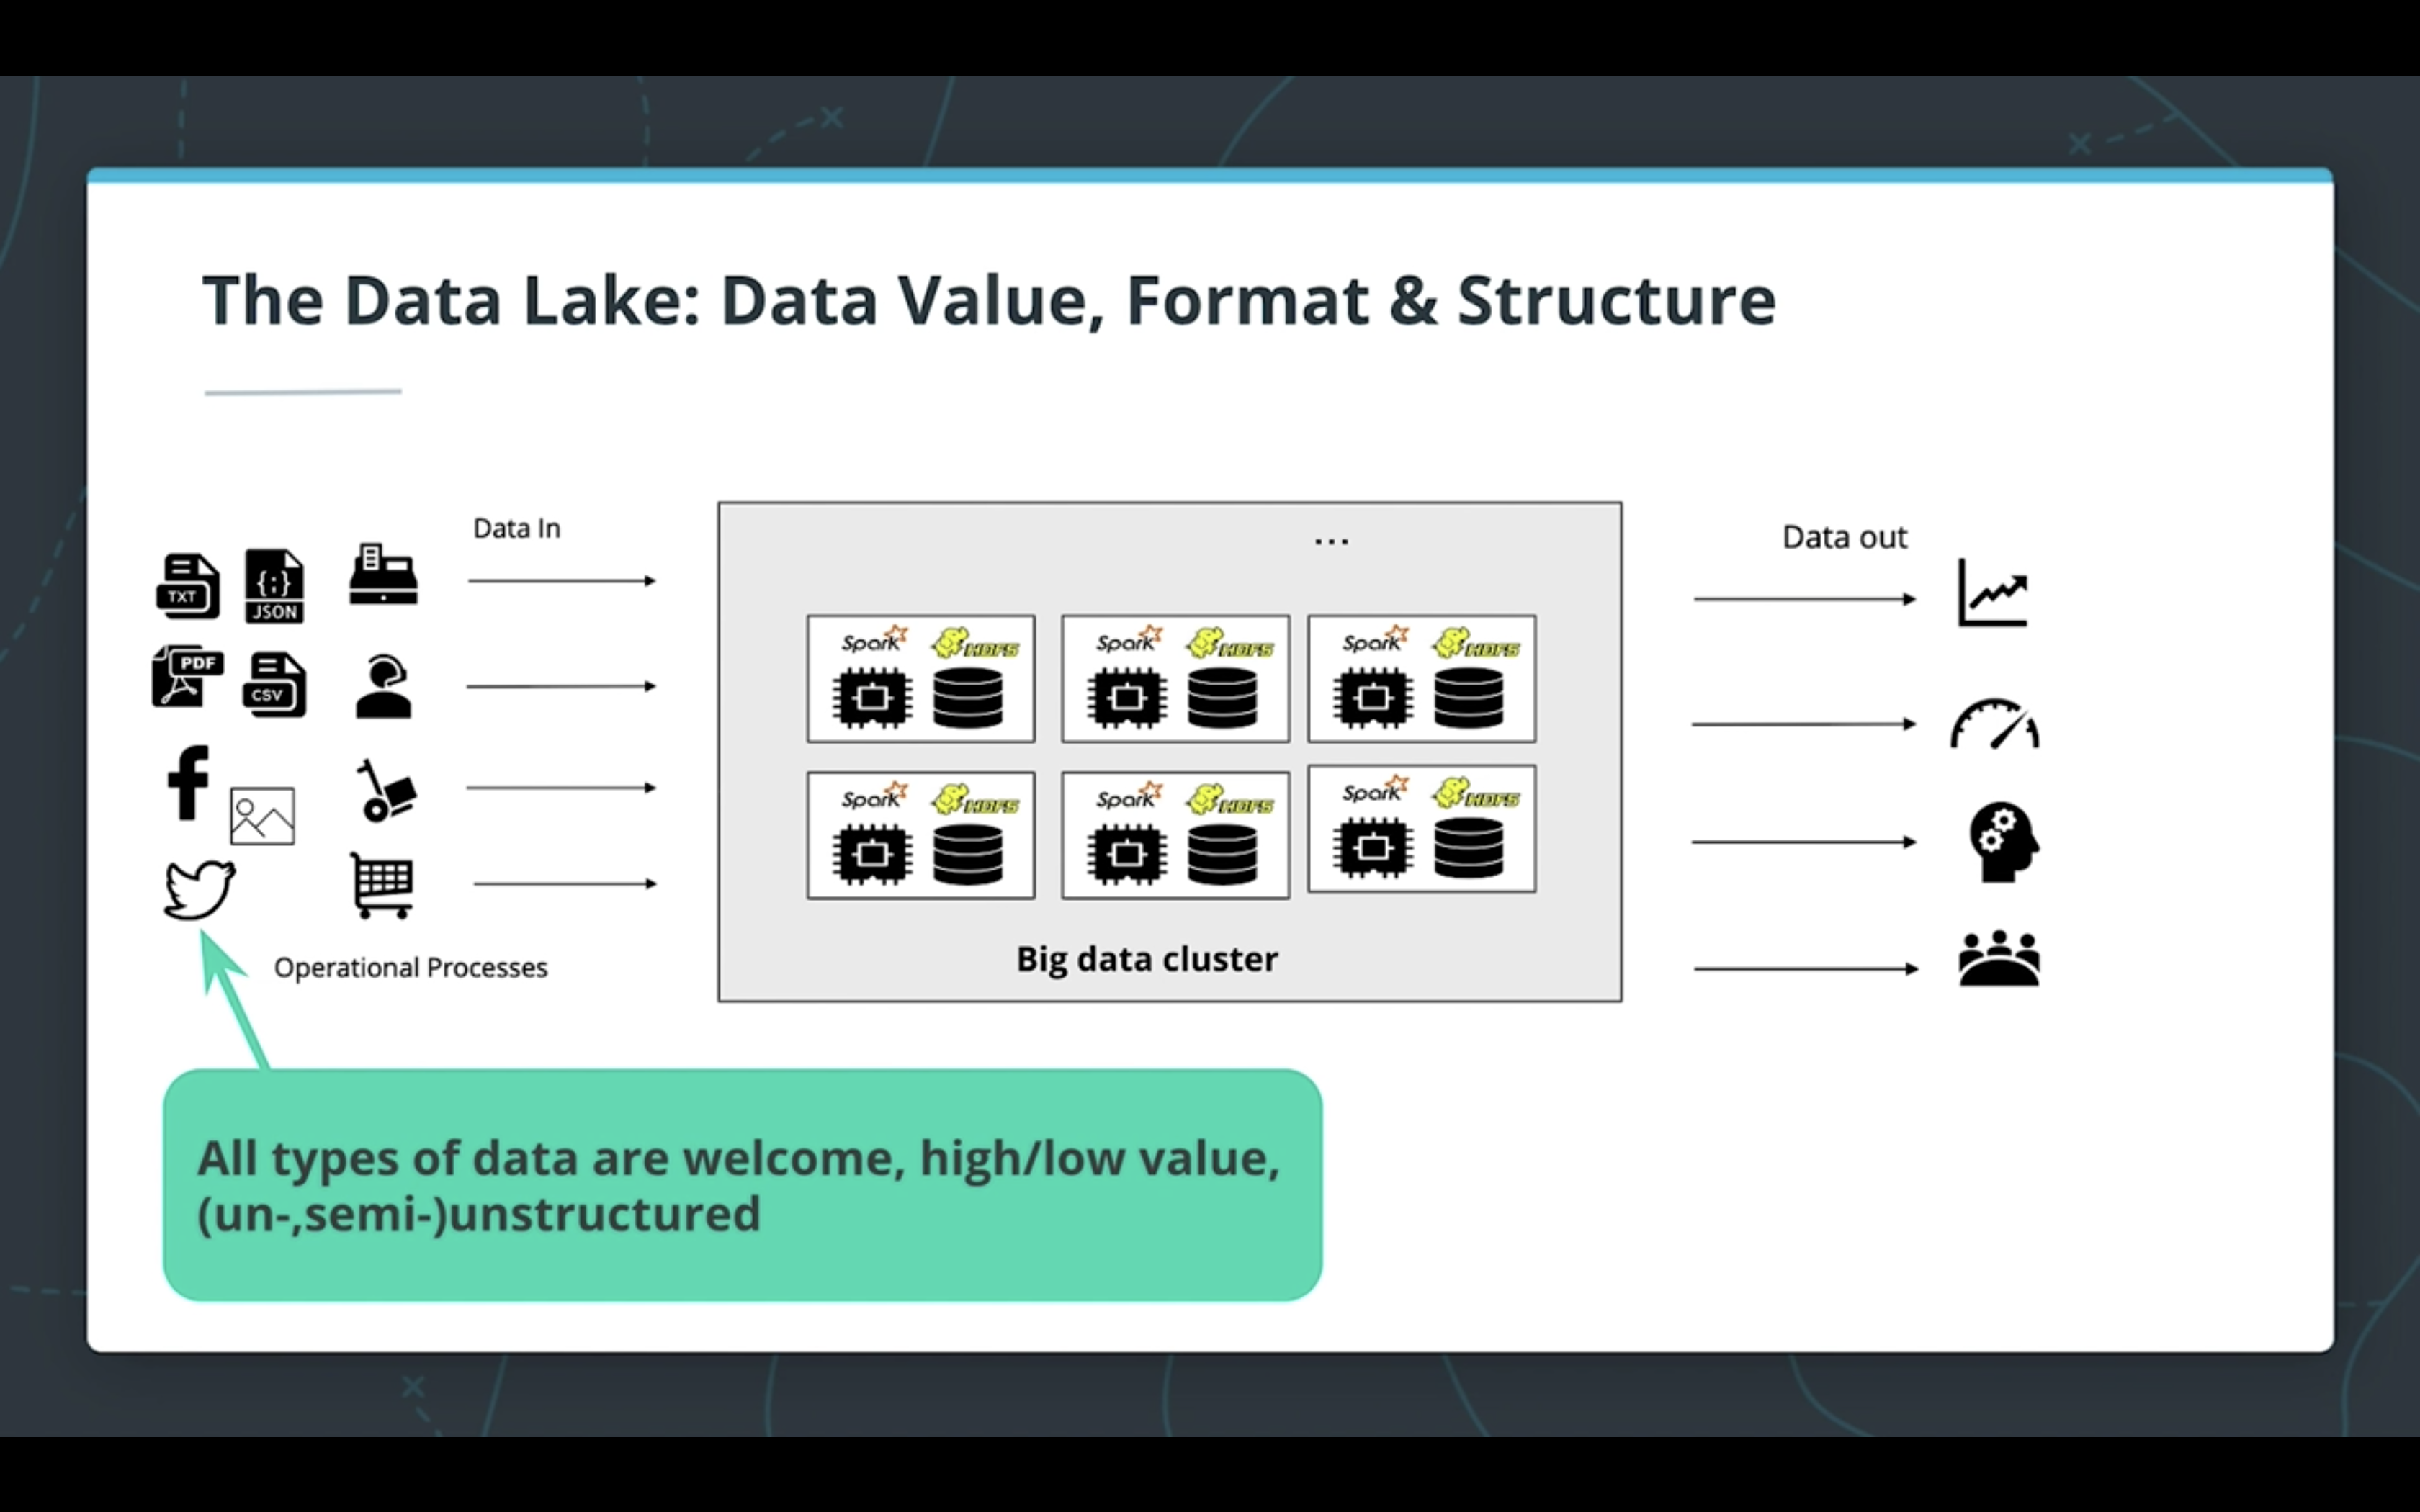 The Data Lake: Data Value, Format & Structure
Data In
Data out
...
TXT
JSON
PDF
CSV
Spark HDFS Spark HDFS Spark HDFS
Spark HDFS Spark HDFS Spark HDFS
Operational Processes
Big data cluster
All types of data are welcome, high/low value,
(un-,semi-)unstructured